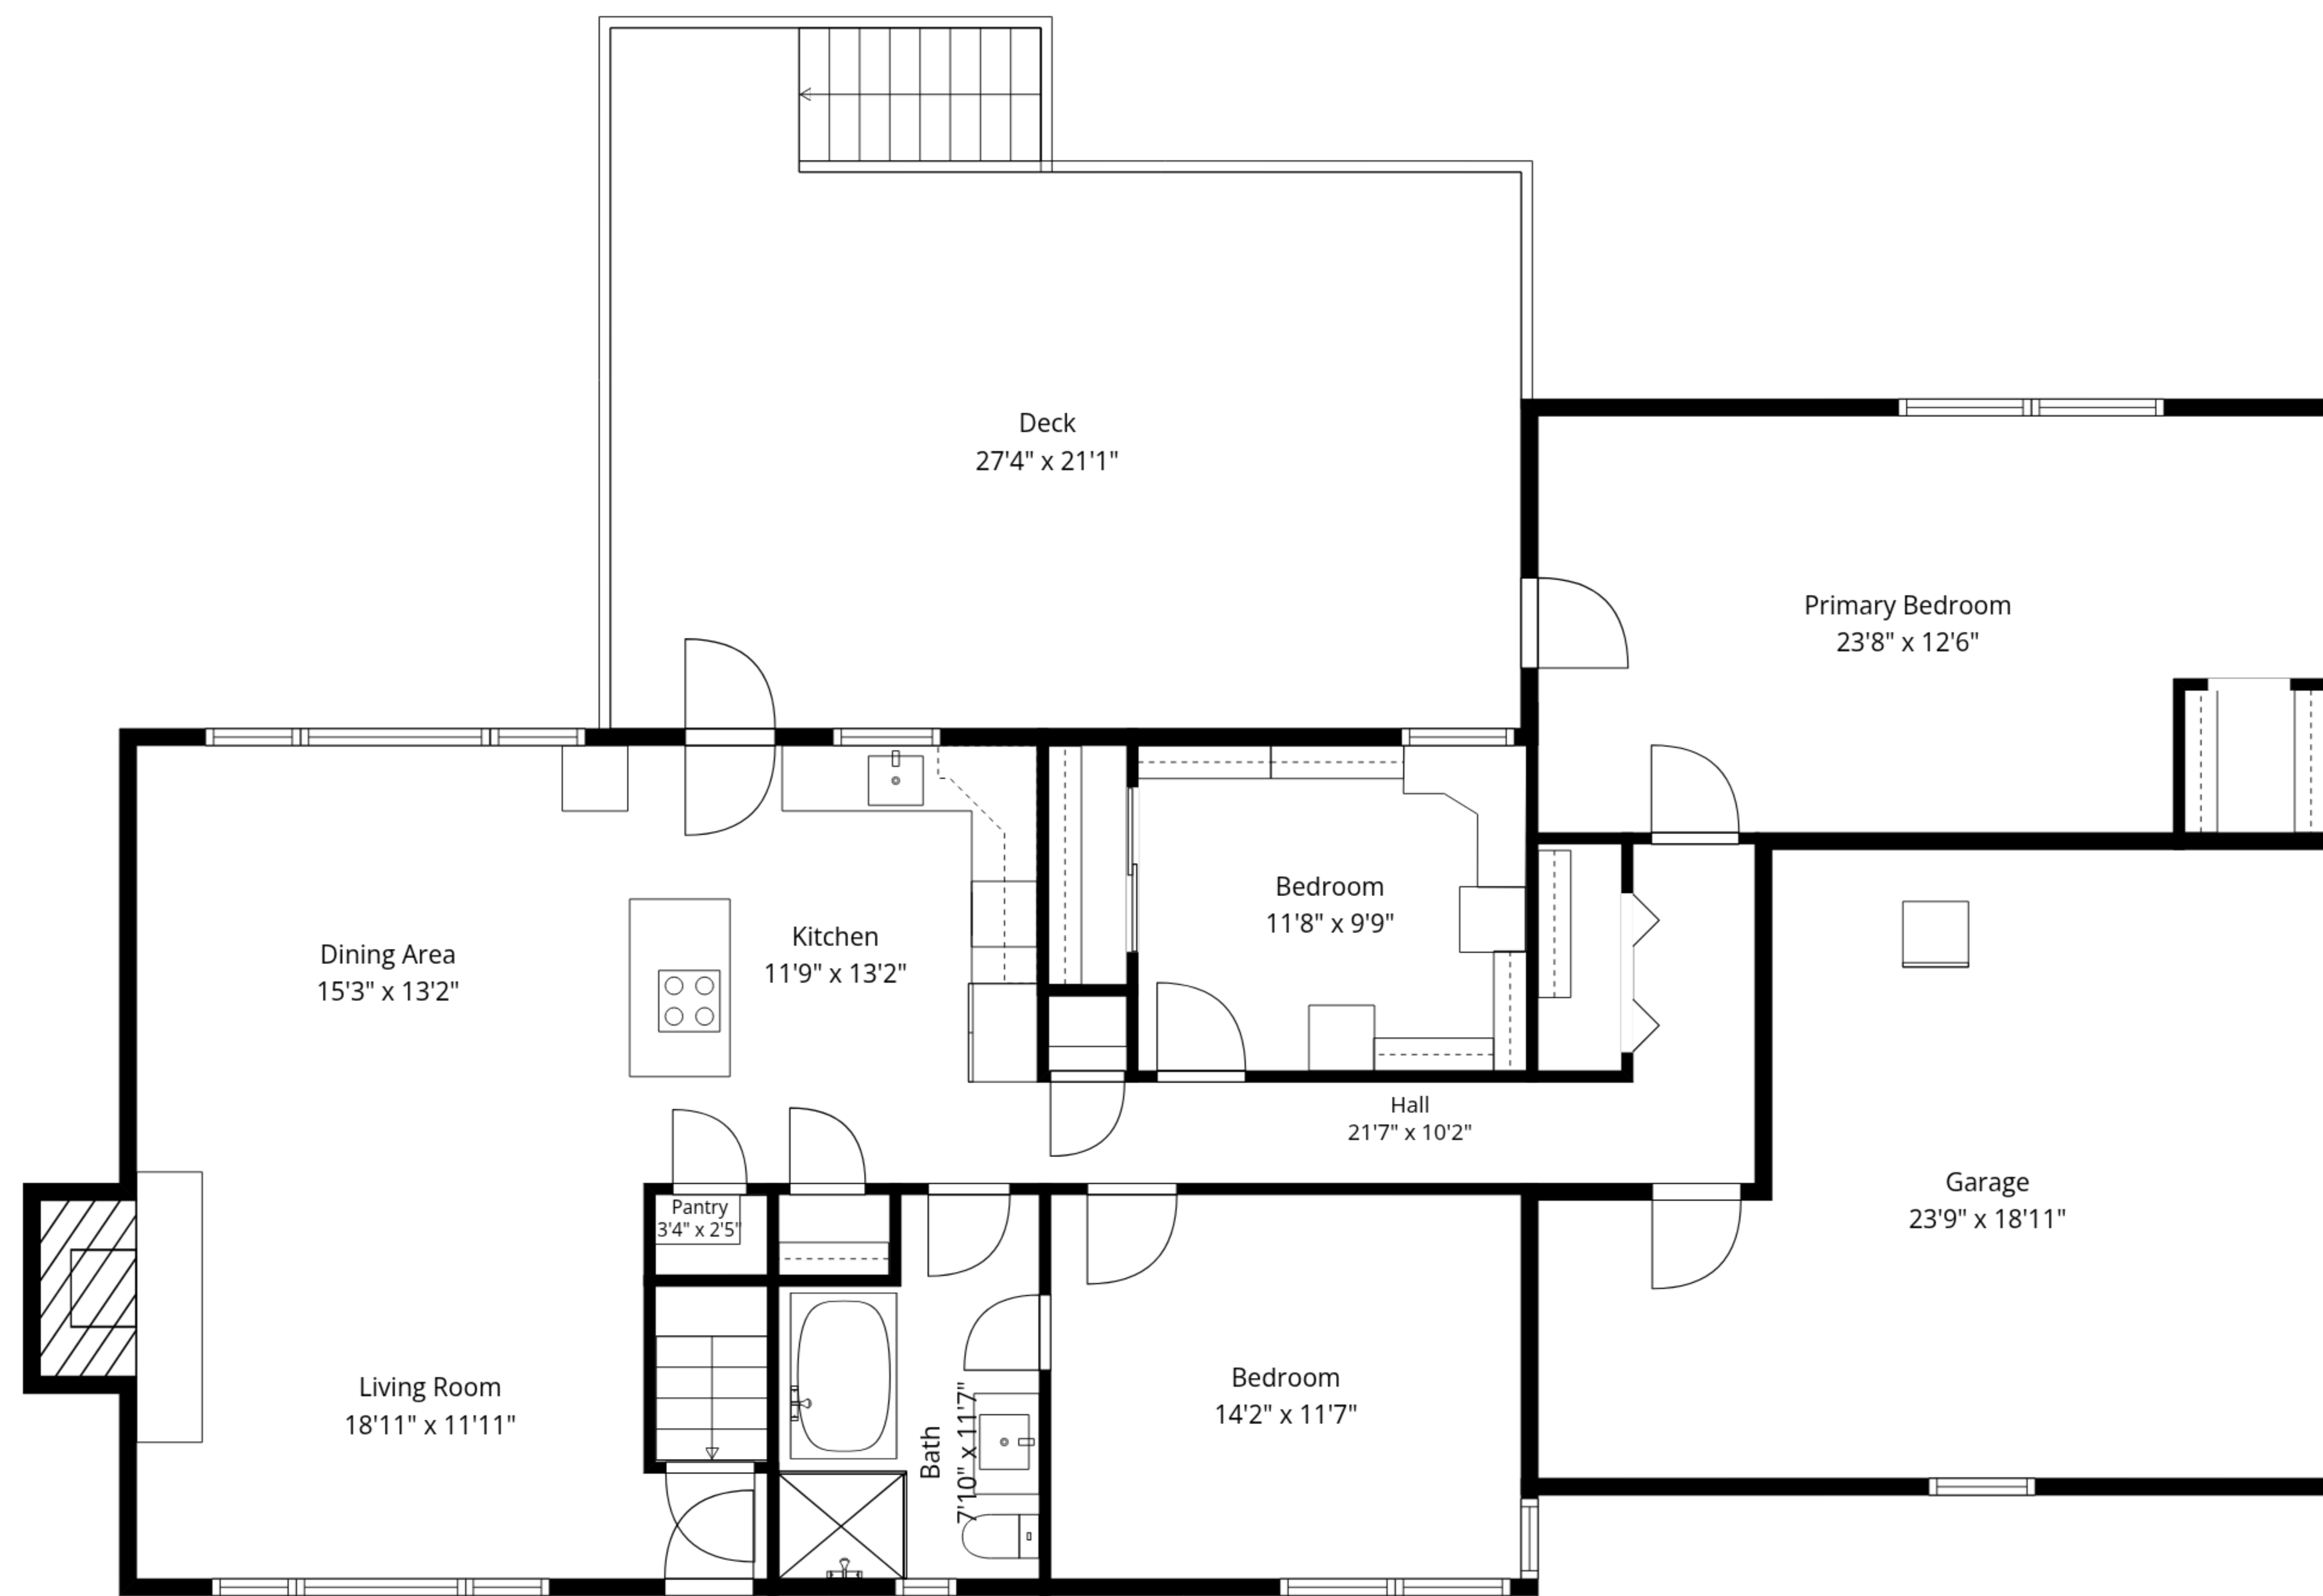 Deck
27'4" x 21'1"
Primary Bedroom
23'8" x 12'6"
Dining Area
15'3" x 13'2"
Kitchen
11'9" x 13'2"
Bedroom
11'8" x 9'9"
Hall
21'7" x 10'2"
Garage
23'9" x 18'11"
Pantry
3'4" x 2'5"
Living Room
18'11" x 11'11"
Bath
7'10" x 11'7"
Bedroom
14'2" x 11'7"